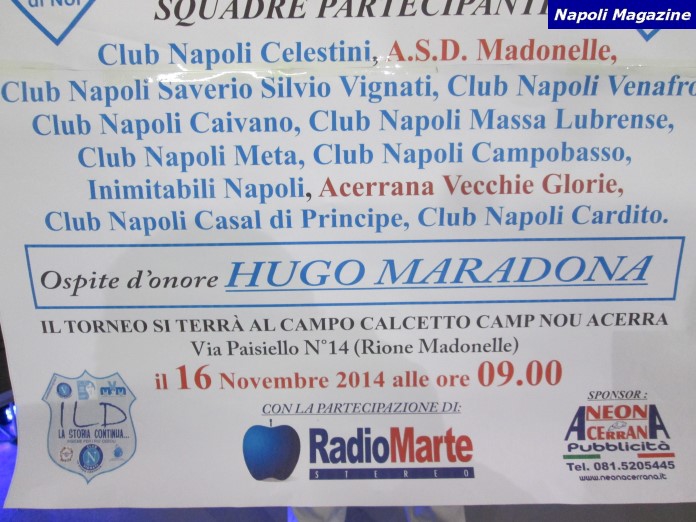 Napoli Magazine
di Noi
SQUADRE PARTECIPANTI
Club Napoli Celestini, A.S.D. Madonelle,
Club Napoli Saverio Silvio Vignati, Club Napoli Venafro
Club Napoli Caivano, Club Napoli Massa Lubrense,
Club Napoli Meta, Club Napoli Campobasso,
Inimitabili Napoli, Acerrana Vecchie Glorie,
Club Napoli Casal di Principe, Club Napoli Cardito.
Ospite d'onore HUGO MARADONA
IL TORNEO SI TERRÀ AL CAMPO CALCETTO CAMP NOU ACERRA
Via Paisiello N°14 (Rione Madonelle)
il 16 Novembre 2014 alle ore 09.00
ILD
LA STORIA CONTINUA...
CON LA PARTECIPAZIONE DI:
RadioMarte
STEREO
SPONSOR :
NEON
ACERRANA
Pubblicità
Tel. 081.5205445
www.neonacerrana.it